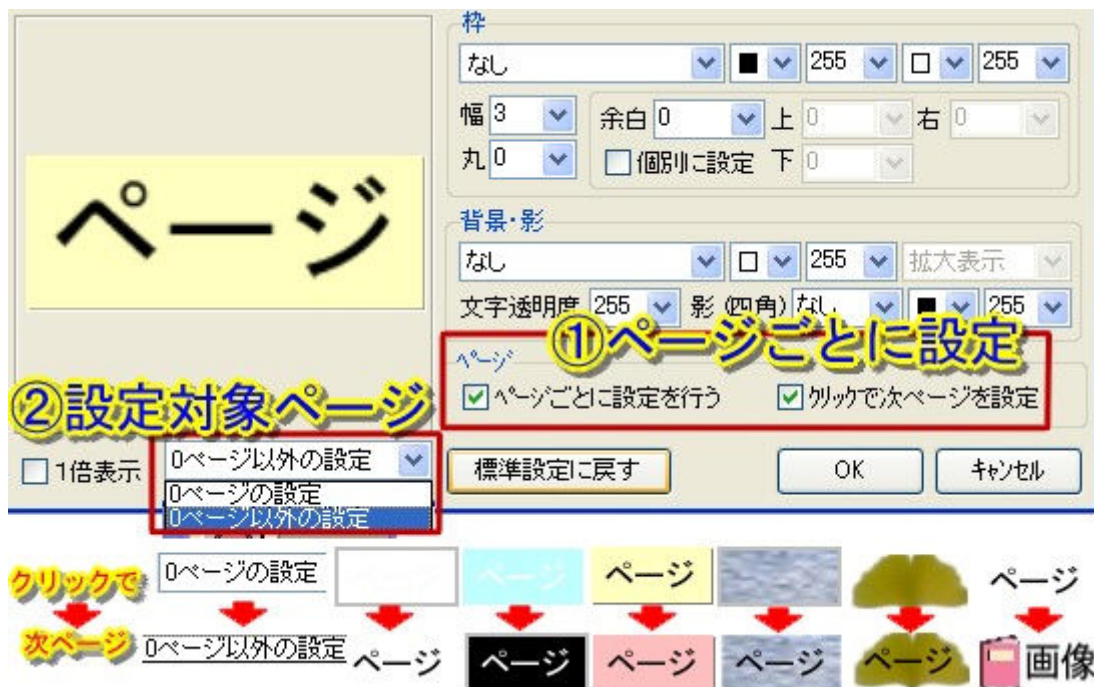 枠
なし 255 255
幅 3 余白 0 上 0 右 0
丸 0 個別に設定 下 0
ページ
背景・影
なし 255 拡大表示
文字透明度 255 影 (四角) なし 255
①ページごとに設定
ページ
ページごとに設定を行う クリックで次ページを設定
②設定対象ページ
1倍表示 0ページ以外の設定 標準設定に戻す OK キャンセル
0ページの設定
0ページ以外の設定
クリックで 0ページの設定 ページ ページ ページ
次ページ 0ページ以外の設定 ページ ページ ページ ページ ページ 画像